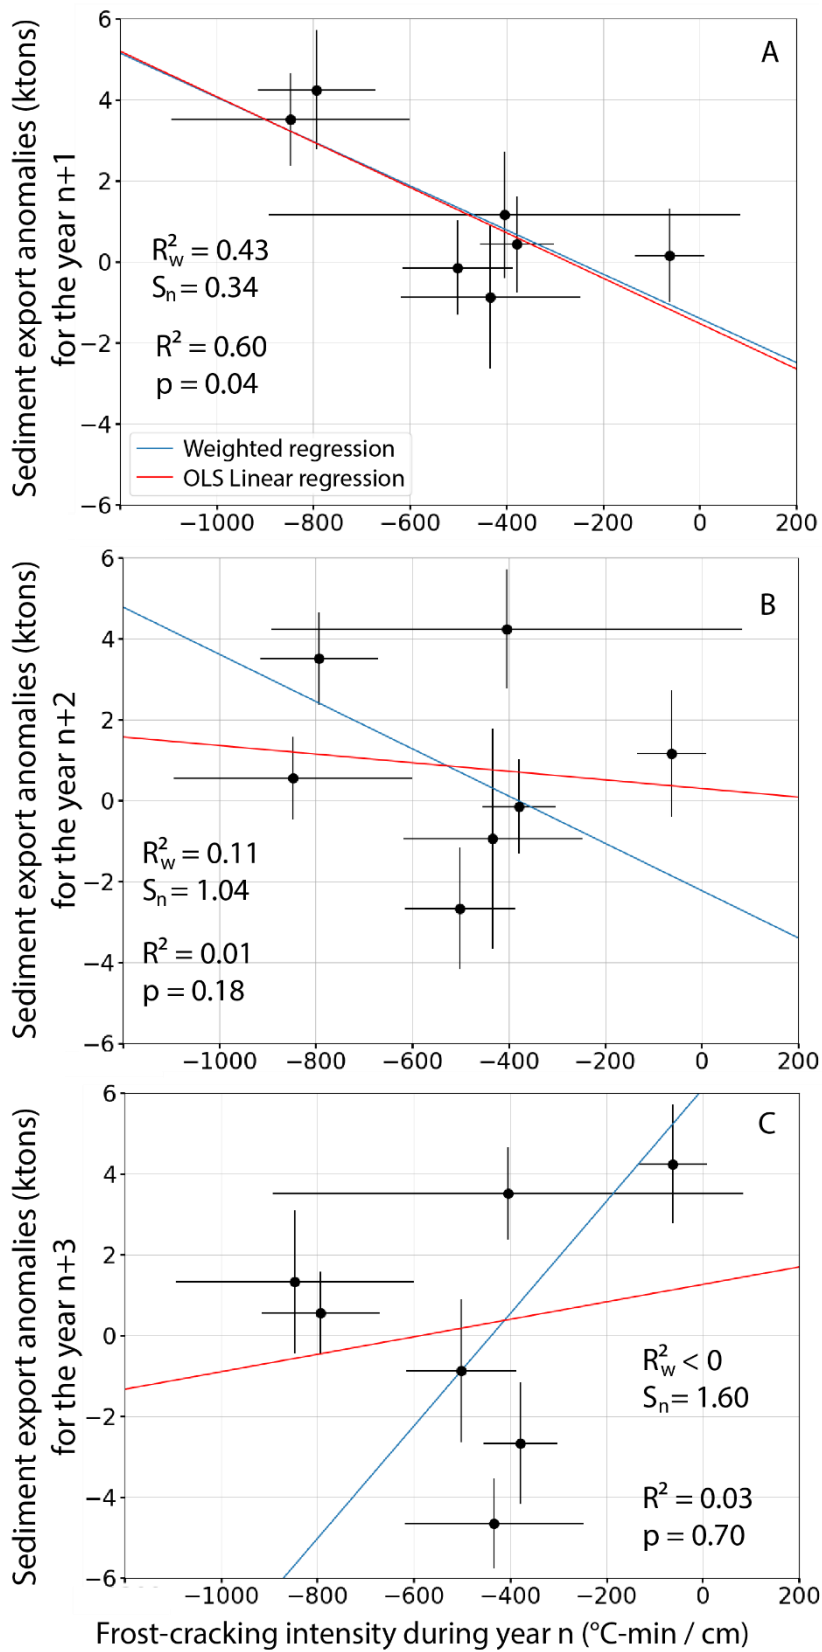 Sediment export anomalies (ktons)
for the year n+1
6
4
2
0
−2
−4
−6
A
R²w = 0.43
Sn = 0.34
R² = 0.60
p = 0.04
Weighted regression
OLS Linear regression
−1000 −800 −600 −400 −200 0 200
Sediment export anomalies (ktons)
for the year n+2
6
4
2
0
−2
−4
−6
B
R²w = 0.11
Sn = 1.04
R² = 0.01
p = 0.18
−1000 −800 −600 −400 −200 0 200
Sediment export anomalies (ktons)
for the year n+3
6
4
2
0
−2
−4
−6
C
R²w < 0
Sn = 1.60
R² = 0.03
p = 0.70
−1000 −800 −600 −400 −200 0 200
Frost-cracking intensity during year n (°C-min / cm)